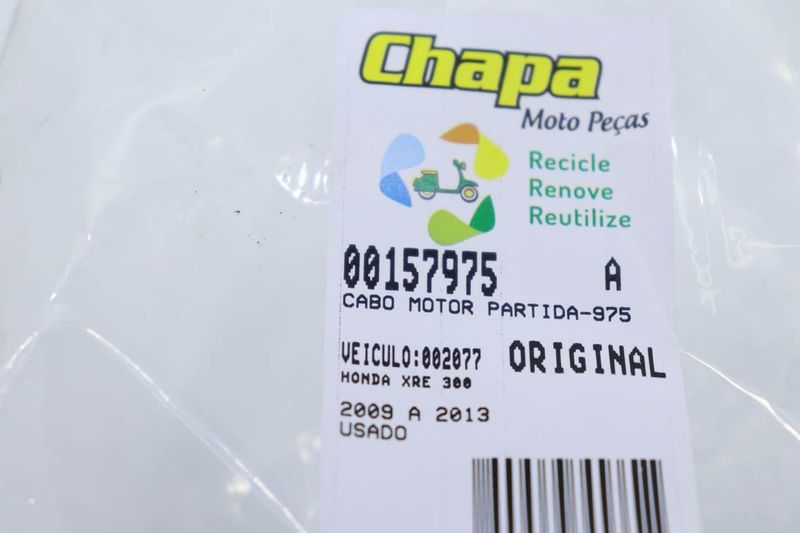 Chapa
Moto Peças
Recicle
Renove
Reutilize
00157975 A
CABO MOTOR PARTIDA-975
VEICULO:002077 ORIGINAL
HONDA XRE 300
2009 A 2013
USADO